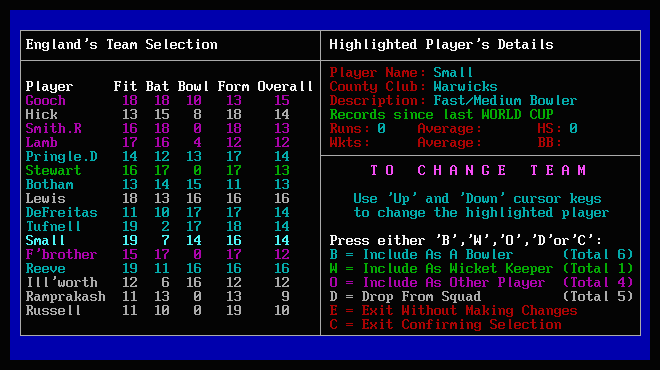 England's Team Selection
Player Fit Bat Bowl Form Overall
Gooch 18 18 10 13 15
Hick 13 15 8 18 14
Smith.R 16 18 0 18 13
Lamb 17 16 4 12 12
Pringle.D 14 12 13 17 14
Stewart 16 17 0 17 13
Botham 13 14 15 11 13
Lewis 18 13 16 16 16
DeFreitas 11 10 17 17 14
Tufnell 19 2 17 18 14
Small 19 7 14 16 14
F'brother 15 17 0 17 12
Reeve 19 11 16 16 16
Ill'worth 12 6 16 12 12
Ramprakash 11 13 0 13 9
Russell 11 10 0 19 10
Highlighted Player's Details
Player Name: Small
County Club: Warwicks
Description: Fast/Medium Bowler
Records since last WORLD CUP
Runs: 0 Average: HS: 0
Wkts: Average: BB:
TO CHANGE TEAM
Use 'Up' and 'Down' cursor keys
to change the highlighted player
Press either 'B','W','O','D'or'C':
B = Include As A Bowler (Total 6)
W = Include As Wicket Keeper (Total 1)
O = Include As Other Player (Total 4)
D = Drop From Squad (Total 5)
E = Exit Without Making Changes
C = Exit Confirming Selection